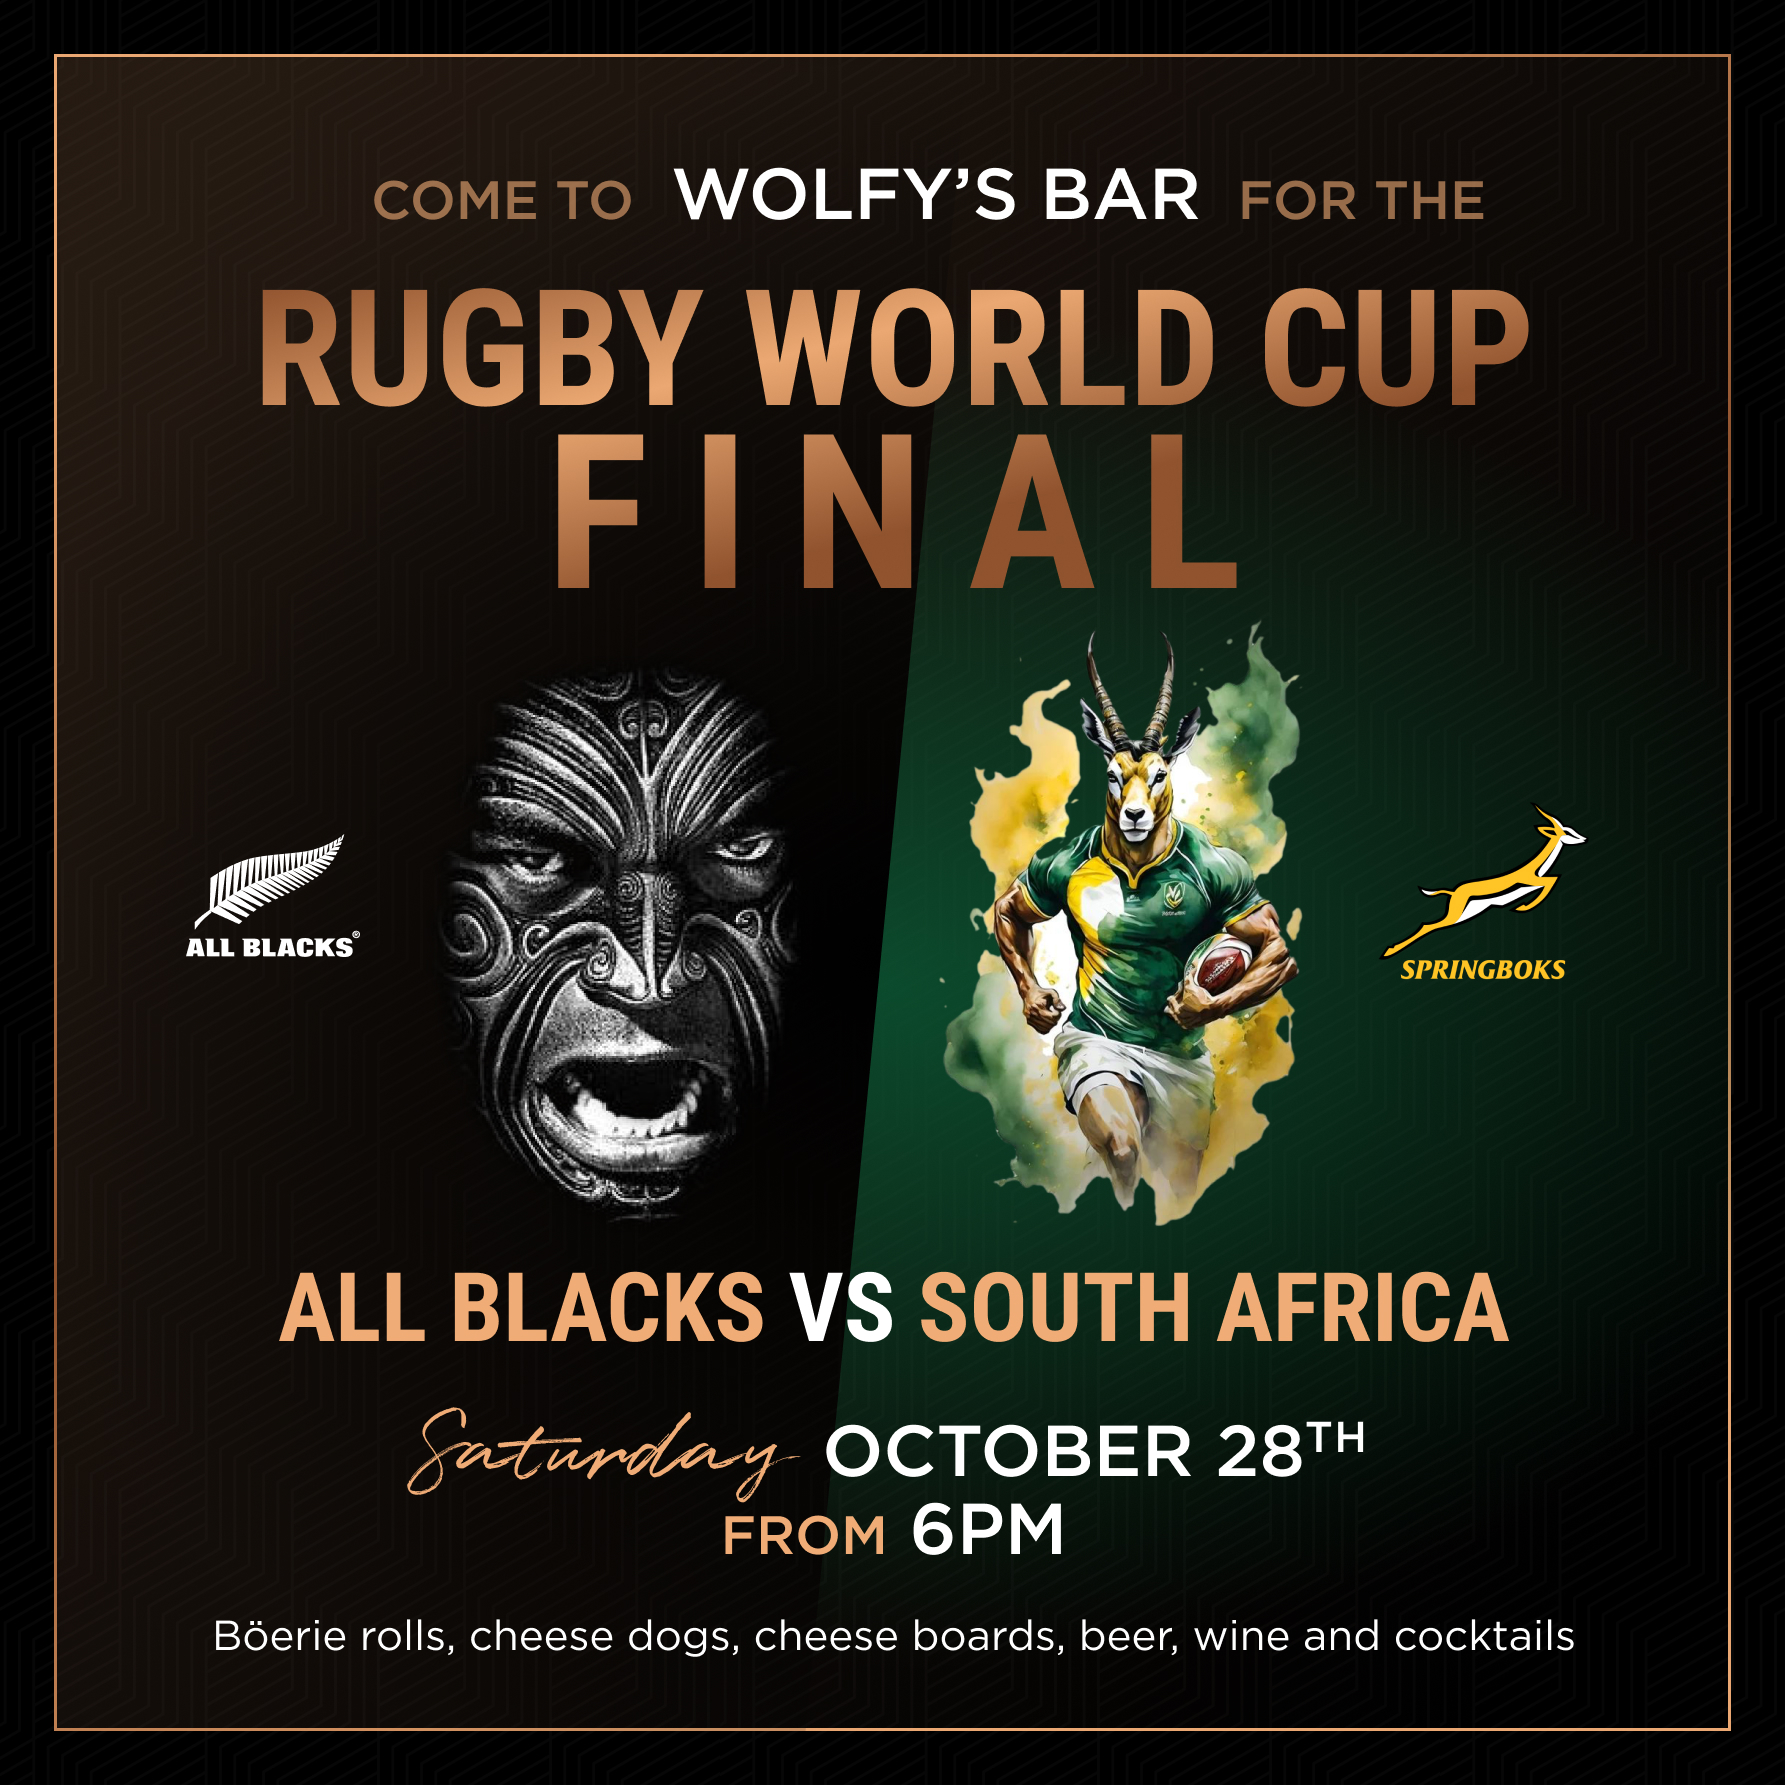 COME TO WOLFY'S BAR FOR THE
RUGBY WORLD CUP
FINAL
ALL BLACKS®
SPRINGBOKS
ALL BLACKS VS SOUTH AFRICA
Saturday OCTOBER 28TH
FROM 6PM
Böerie rolls, cheese dogs, cheese boards, beer, wine and cocktails